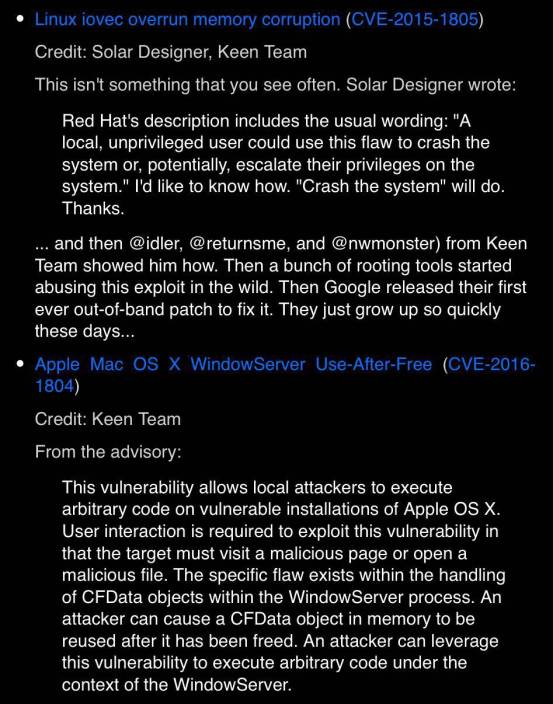 • Linux iovec overrun memory corruption (CVE-2015-1805)
Credit: Solar Designer, Keen Team
This isn't something that you see often. Solar Designer wrote:
Red Hat's description includes the usual wording: "A
local, unprivileged user could use this flaw to crash the
system or, potentially, escalate their privileges on the
system." I'd like to know how. "Crash the system" will do.
Thanks.
... and then @idler, @returnsme, and @nwmonster) from Keen
Team showed him how. Then a bunch of rooting tools started
abusing this exploit in the wild. Then Google released their first
ever out-of-band patch to fix it. They just grow up so quickly
these days...
• Apple Mac OS X WindowServer Use-After-Free (CVE-2016-
1804)
Credit: Keen Team
From the advisory:
This vulnerability allows local attackers to execute
arbitrary code on vulnerable installations of Apple OS X.
User interaction is required to exploit this vulnerability in
that the target must visit a malicious page or open a
malicious file. The specific flaw exists within the handling
of CFData objects within the WindowServer process. An
attacker can cause a CFData object in memory to be
reused after it has been freed. An attacker can leverage
this vulnerability to execute arbitrary code under the
context of the WindowServer.